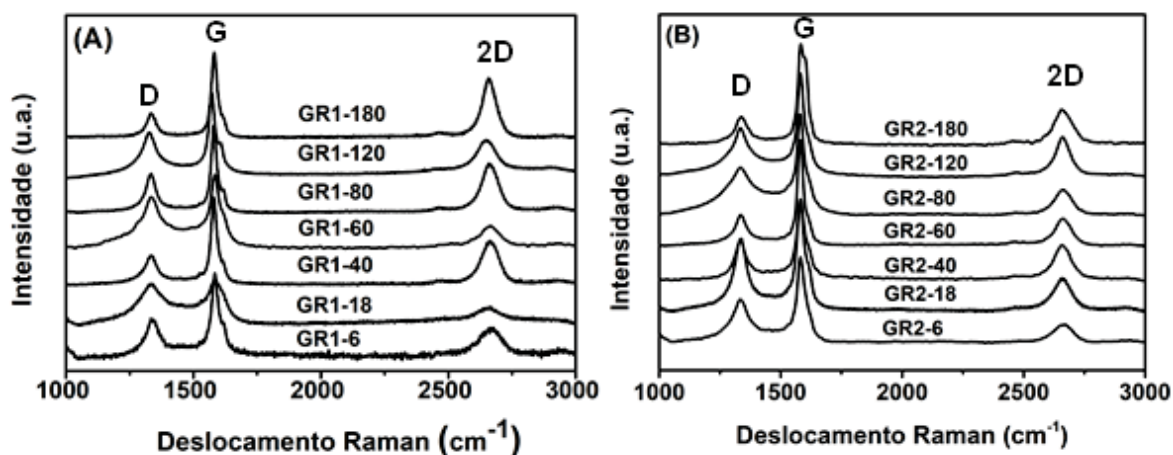 (A)
D
G
2D
GR1-180
GR1-120
GR1-80
GR1-60
GR1-40
GR1-18
GR1-6
Intensidade (u.a.)
1000 1500 2000 2500 3000
Deslocamento Raman (cm-1)
(B)
D
G
2D
GR2-180
GR2-120
GR2-80
GR2-60
GR2-40
GR2-18
GR2-6
Intensidade (u.a.)
1000 1500 2000 2500 3000
Deslocamento Raman (cm-1)